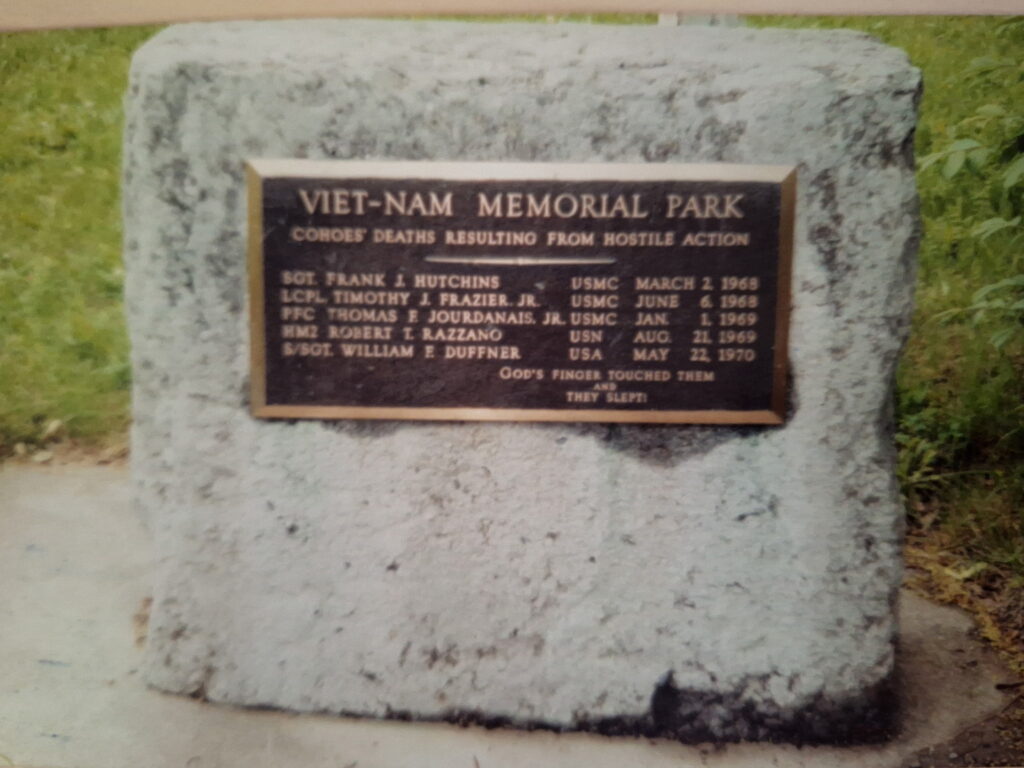 VIET-NAM MEMORIAL PARK
COHOES' DEATHS RESULTING FROM HOSTILE ACTION
SGT. FRANK J. HUTCHINS USMC MARCH 2, 1968
LCPL. TIMOTHY J. FRAZIER, JR. USMC JUNE 6, 1968
PFC THOMAS F. JOURDANAIS, JR. USMC JAN. 1, 1969
HM2 ROBERT T. RAZZANO USN AUG. 21, 1969
S/SGT. WILLIAM F. DUFFNER USA MAY 22, 1970
GOD'S FINGER TOUCHED THEM
AND
THEY SLEPT!